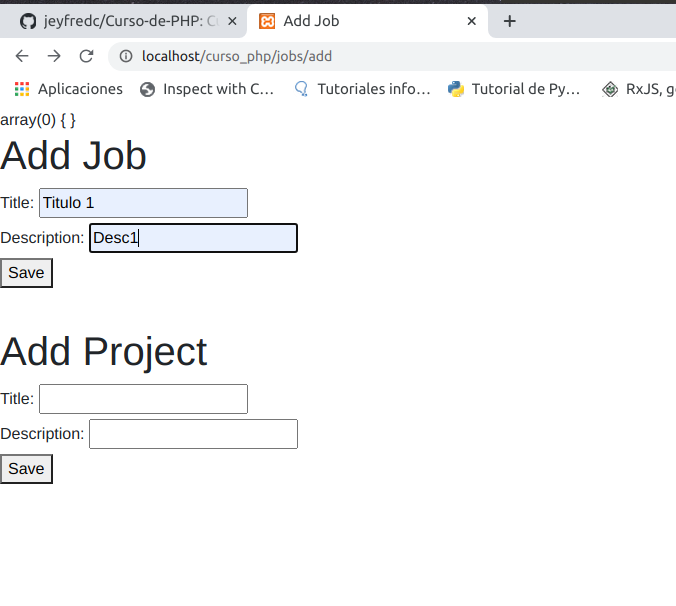 jeyfredc/Curso-de-PHP: C
Add Job
localhost/curso_php/jobs/add
Aplicaciones Inspect with C... Tutoriales info... Tutorial de Py... RxJS, g
array(0) { }
Add Job
Title: Titulo 1
Description: Desc1
Save
Add Project
Title:
Description:
Save